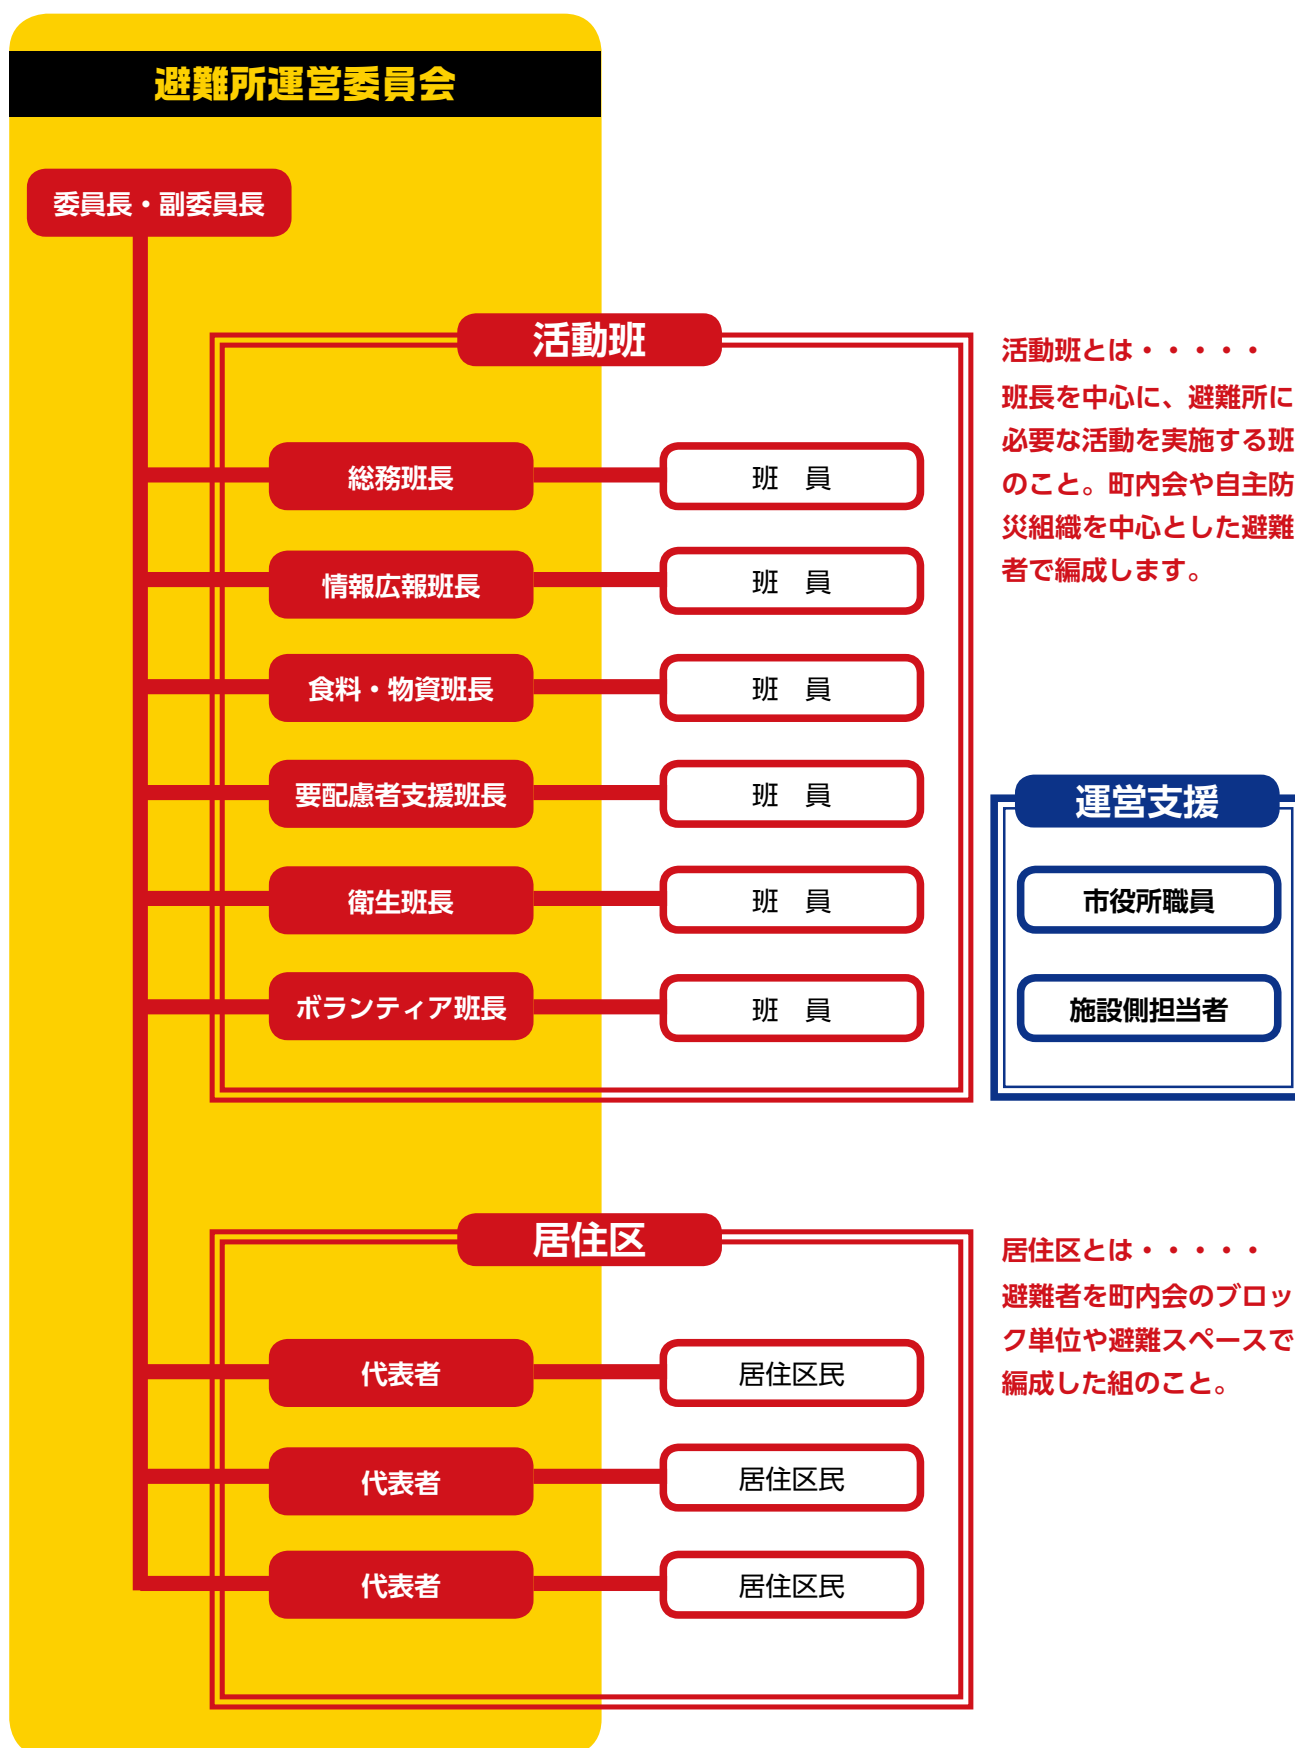 避難所運営委員会
委員長・副委員長
活動班
総務班長
班　員
情報広報班長
班　員
食料・物資班長
班　員
要配慮者支援班長
班　員
衛生班長
班　員
ボランティア班長
班　員
活動班とは・・・・・
班長を中心に、避難所に
必要な活動を実施する班
のこと。町内会や自主防
災組織を中心とした避難
者で編成します。
運営支援
市役所職員
施設側担当者
居住区
代表者
居住区民
代表者
居住区民
代表者
居住区民
居住区とは・・・・・
避難者を町内会のブロッ
ク単位や避難スペースで
編成した組のこと。